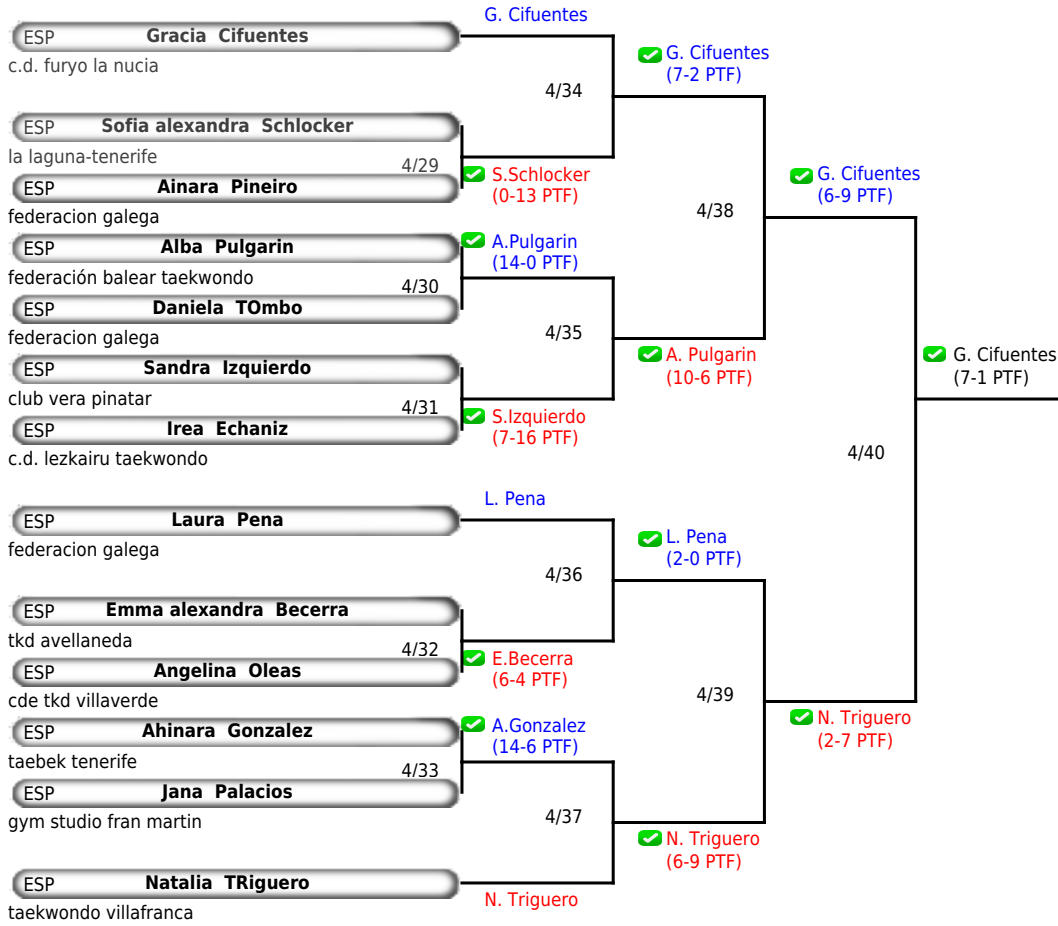 G. Cifuentes
ESP Gracia Cifuentes
c.d. furyo la nucia
4/34
G. Cifuentes
(7-2 PTF)
ESP Sofia alexandra Schlocker
la laguna-tenerife
4/29
S.Schlocker
(0-13 PTF)
ESP Ainara Pineiro
federacion galega
4/38
G. Cifuentes
(6-9 PTF)
ESP Alba Pulgarin
A.Pulgarin
(14-0 PTF)
federación balear taekwondo
4/30
ESP Daniela TOmbo
federacion galega
4/35
A. Pulgarin
(10-6 PTF)
G. Cifuentes
(7-1 PTF)
ESP Sandra Izquierdo
club vera pinatar
4/31
S.Izquierdo
(7-16 PTF)
ESP Irea Echaniz
c.d. lezkairu taekwondo
4/40
L. Pena
ESP Laura Pena
federacion galega
4/36
L. Pena
(2-0 PTF)
ESP Emma alexandra Becerra
tkd avellaneda
4/32
E.Becerra
(6-4 PTF)
ESP Angelina Oleas
cde tkd villaverde
4/39
N. Triguero
(2-7 PTF)
ESP Ahinara Gonzalez
A.Gonzalez
(14-6 PTF)
taebek tenerife
4/33
ESP Jana Palacios
gym studio fran martin
4/37
N. Triguero
(6-9 PTF)
ESP Natalia TRiguero
N. Triguero
taekwondo villafranca